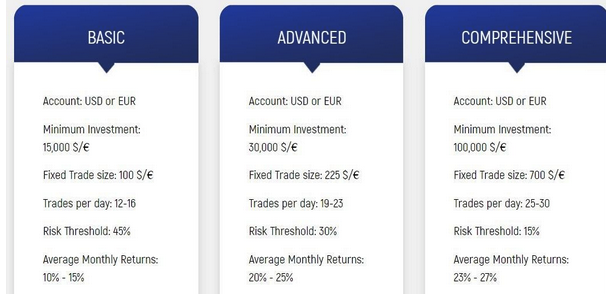 BASIC
Account: USD or EUR
Minimum Investment:
15,000 $/€
Fixed Trade size: 100 $/€
Trades per day: 12-16
Risk Threshold: 45%
Average Monthly Returns:
10% - 15%
ADVANCED
Account: USD or EUR
Minimum Investment:
30,000 $/€
Fixed Trade size: 225 $/€
Trades per day: 19-23
Risk Threshold: 30%
Average Monthly Returns:
20% - 25%
COMPREHENSIVE
Account: USD or EUR
Minimum Investment:
100,000 $/€
Fixed Trade size: 700 $/€
Trades per day: 25-30
Risk Threshold: 15%
Average Monthly Returns:
23% - 27%